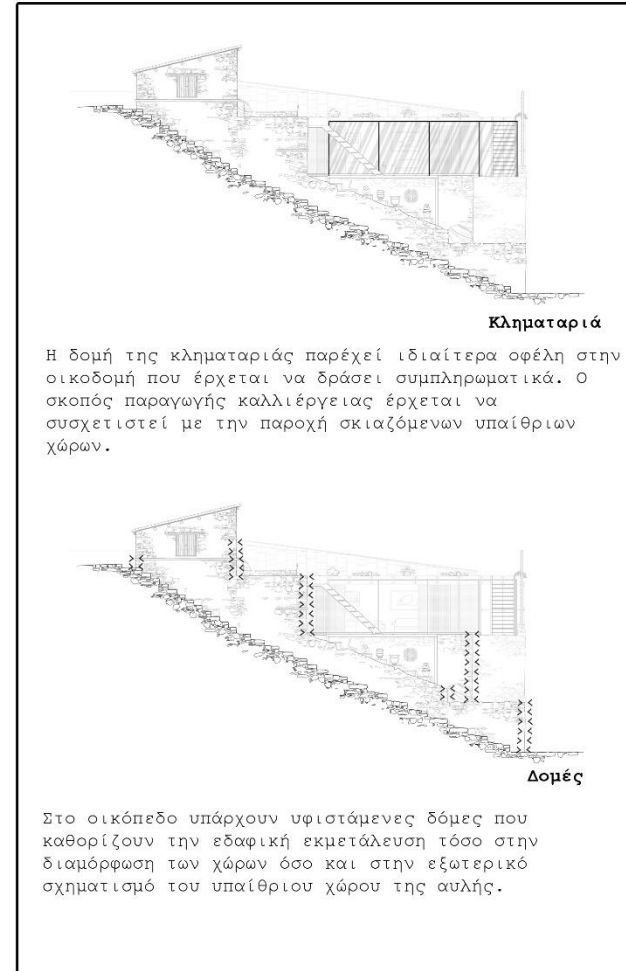 Κληματαριά
Η δομή της κληματαριάς παρέχει ιδιαίτερα οφέλη στην
οικοδομή που έρχεται να δράσει συμπληρωματικά. Ο
σκοπός παραγωγής καλλιέργειας έρχεται να
συσχετιστεί με την παροχή σκιαζόμενων υπαίθριων
χώρων.
Δομές
Στο οικόπεδο υπάρχουν υφιστάμενες δόμες που
καθορίζουν την εδαφική εκμετάλευση τόσο στην
διαμόρφωση των χώρων όσο και στην εξωτερικό
σχηματισμό του υπαίθριου χώρου της αυλής.